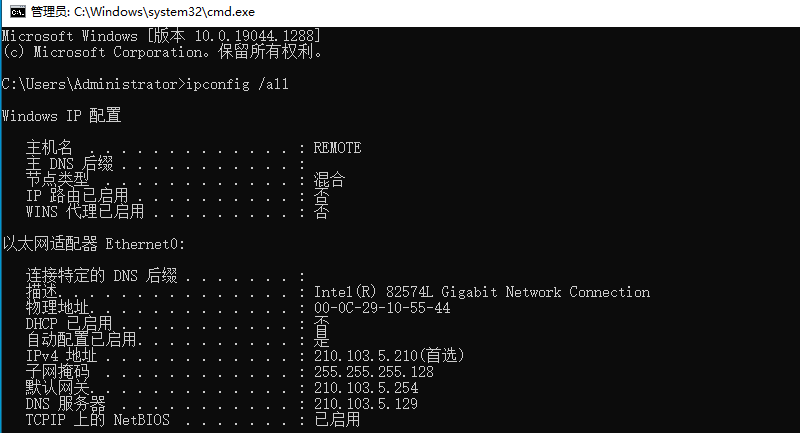 管理员: C:\Windows\system32\cmd.exe
Microsoft Windows [版本 10.0.19044.1288]
(c) Microsoft Corporation。保留所有权利。
C:\Users\Administrator>ipconfig /all
Windows IP 配置
主机名 . . . . . . . . . . . . . : REMOTE
主 DNS 后缀 . . . . . . . . . . . :
节点类型 . . . . . . . . . . . . : 混合
IP 路由已启用 . . . . . . . . . . : 否
WINS 代理已启用 . . . . . . . . . : 否
以太网适配器 Ethernet0:
连接特定的 DNS 后缀 . . . . . . . :
描述. . . . . . . . . . . . . . . : Intel(R) 82574L Gigabit Network Connection
物理地址. . . . . . . . . . . . . : 00-0C-29-10-55-44
DHCP 已启用 . . . . . . . . . . . : 否
自动配置已启用. . . . . . . . . . : 是
IPv4 地址 . . . . . . . . . . . . : 210.103.5.210(首选)
子网掩码 . . . . . . . . . . . . : 255.255.255.128
默认网关. . . . . . . . . . . . . : 210.103.5.254
DNS 服务器 . . . . . . . . . . . : 210.103.5.129
TCPIP 上的 NetBIOS . . . . . . . : 已启用